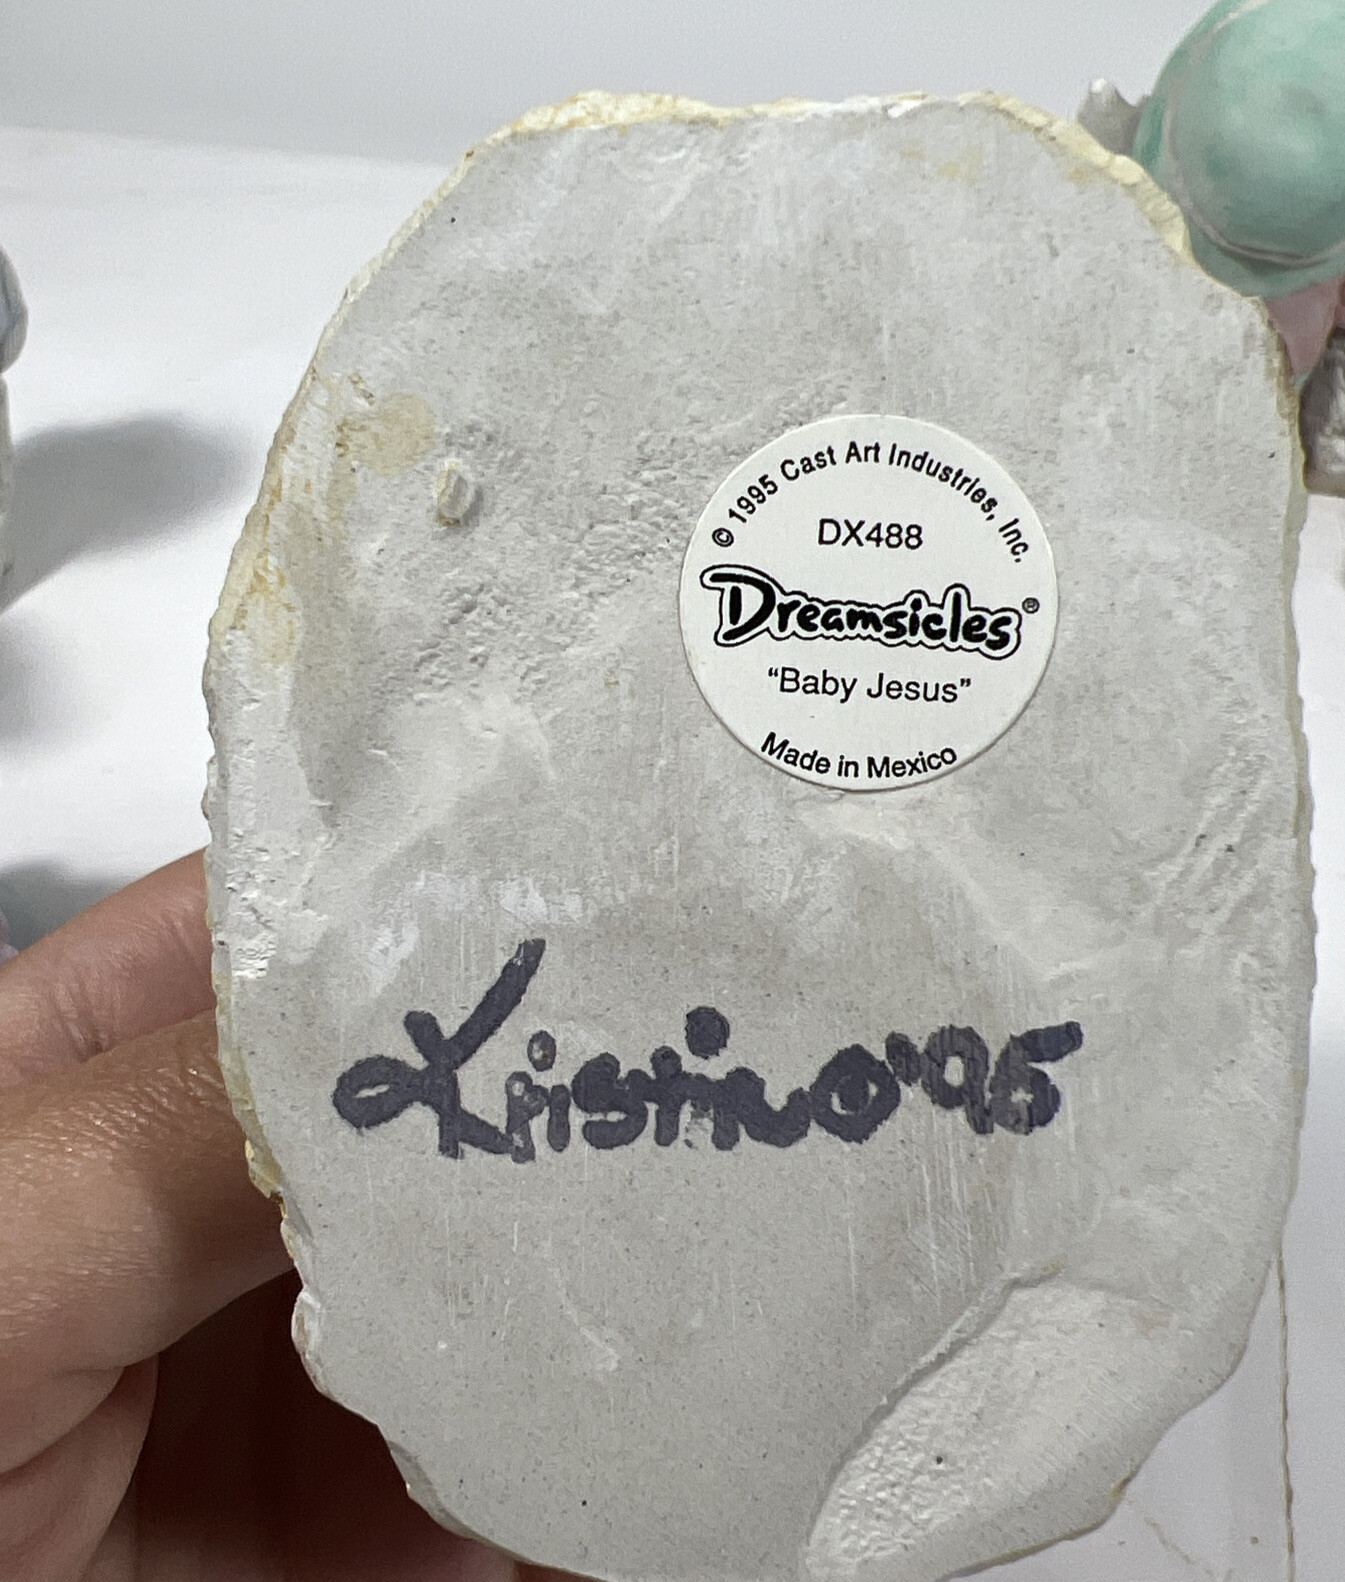 © 1995 Cast Art Industries, Inc.
DX488
Dreamsicles®
“Baby Jesus”
Made in Mexico
Kristin '95